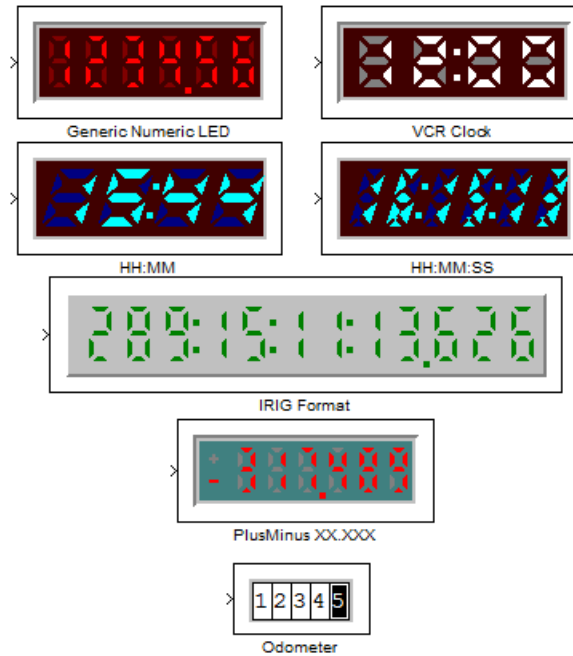 Generic Numeric LED
VCR Clock
HH:MM
HH:MM:SS
289:15:11:13.626
IRIG Format
PlusMinus XX.XXX
12345
Odometer